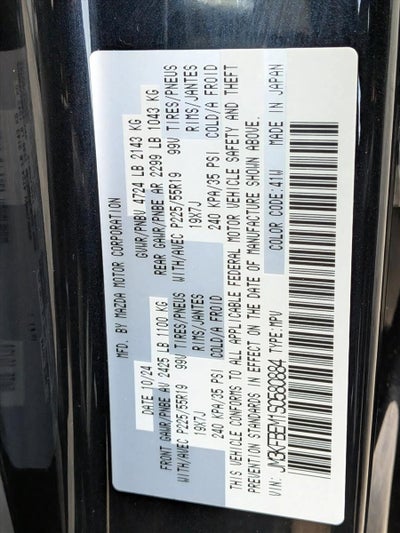 MFD. BY MAZDA MOTOR CORPORATION
DATE 10/24 GVWR/PNBV 4724 LB 2143 KG
FRONT GAWR/PNBE AV 2425 LB 1100 KG REAR GAWR/PNBE AR 2299 LB 1043 KG
WITH/AVEC P225/55R19 99V TIRES/PNEUS WITH/AVEC P225/55R19 99V TIRES/PNEUS
19X7J RIMS/JANTES 19X7J RIMS/JANTES
240 KPA/35 PSI COLD/A FROID 240 KPA/35 PSI COLD/A FROID
THIS VEHICLE CONFORMS TO ALL APPLICABLE FEDERAL MOTOR VEHICLE SAFETY AND THEFT
PREVENTION STANDARDS IN EFFECT ON THE DATE OF MANUFACTURE SHOWN ABOVE.
VIN: JM3KFBEM1S0580884 TYPE:MPV COLOR CODE:41W MADE IN JAPAN